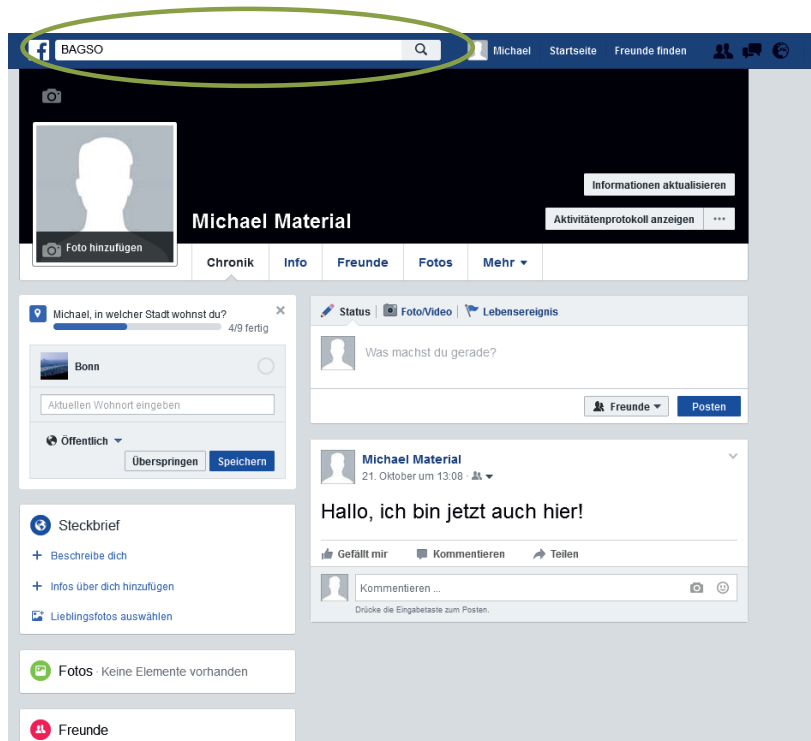 BAGSO
Michael Startseite Freunde finden
Informationen aktualisieren
Michael Material
Aktivitätenprotokoll anzeigen ...
Foto hinzufügen
Chronik Info Freunde Fotos Mehr
Michael, in welcher Stadt wohnst du?
4/9 fertig
Bonn
Aktuellen Wohnort eingeben
Öffentlich
Überspringen Speichern
Steckbrief
+ Beschreibe dich
+ Infos über dich hinzufügen
Lieblingsfotos auswählen
Fotos · Keine Elemente vorhanden
Freunde
Status Foto/Video Lebensereignis
Was machst du gerade?
Freunde Posten
Michael Material
21. Oktober um 13:08 ·
Hallo, ich bin jetzt auch hier!
Gefällt mir Kommentieren Teilen
Kommentieren ...
Drücke die Eingabetaste zum Posten.